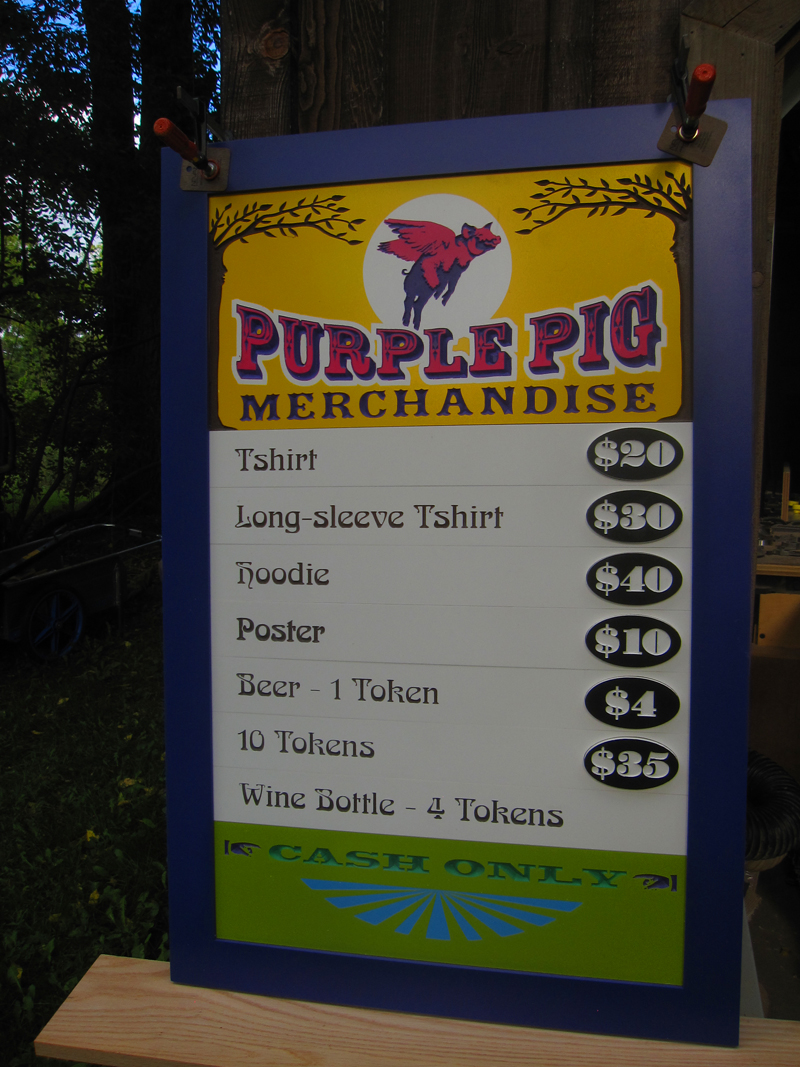 PURPLE PIG
MERCHANDISE
Tshirt $20
Long-sleeve Tshirt $30
Hoodie $40
Poster $10
Beer - 1 Token $4
10 Tokens $35
Wine Bottle - 4 Tokens
CASH ONLY